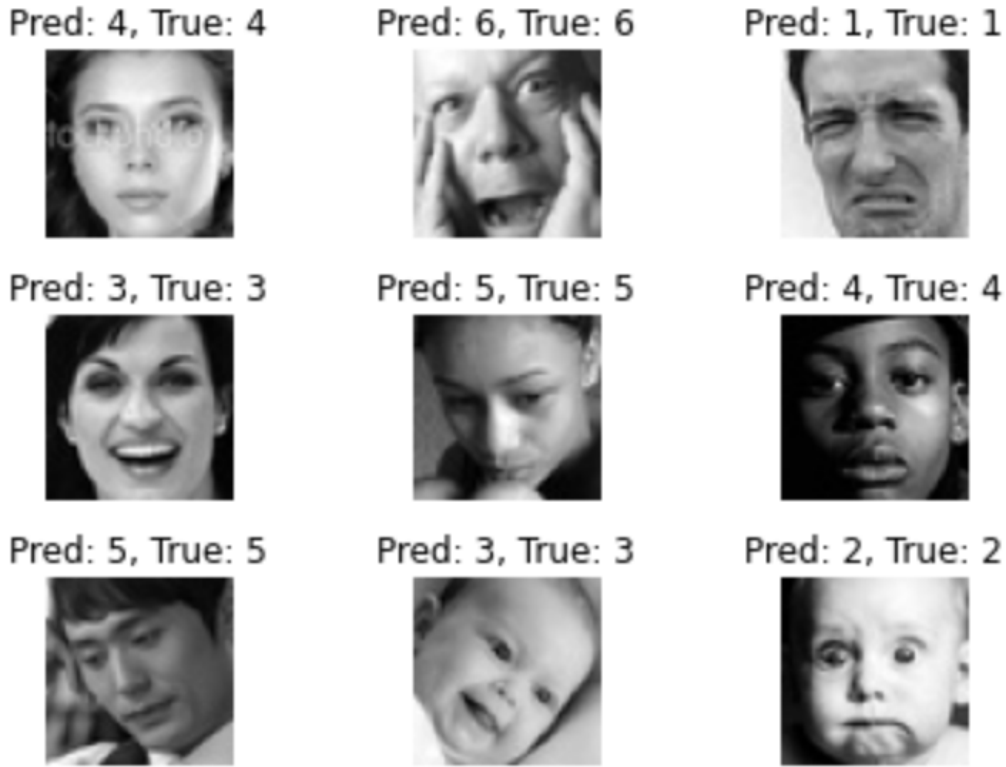 Pred: 4, True: 4
Pred: 6, True: 6
Pred: 1, True: 1
Pred: 3, True: 3
Pred: 5, True: 5
Pred: 4, True: 4
Pred: 5, True: 5
Pred: 3, True: 3
Pred: 2, True: 2